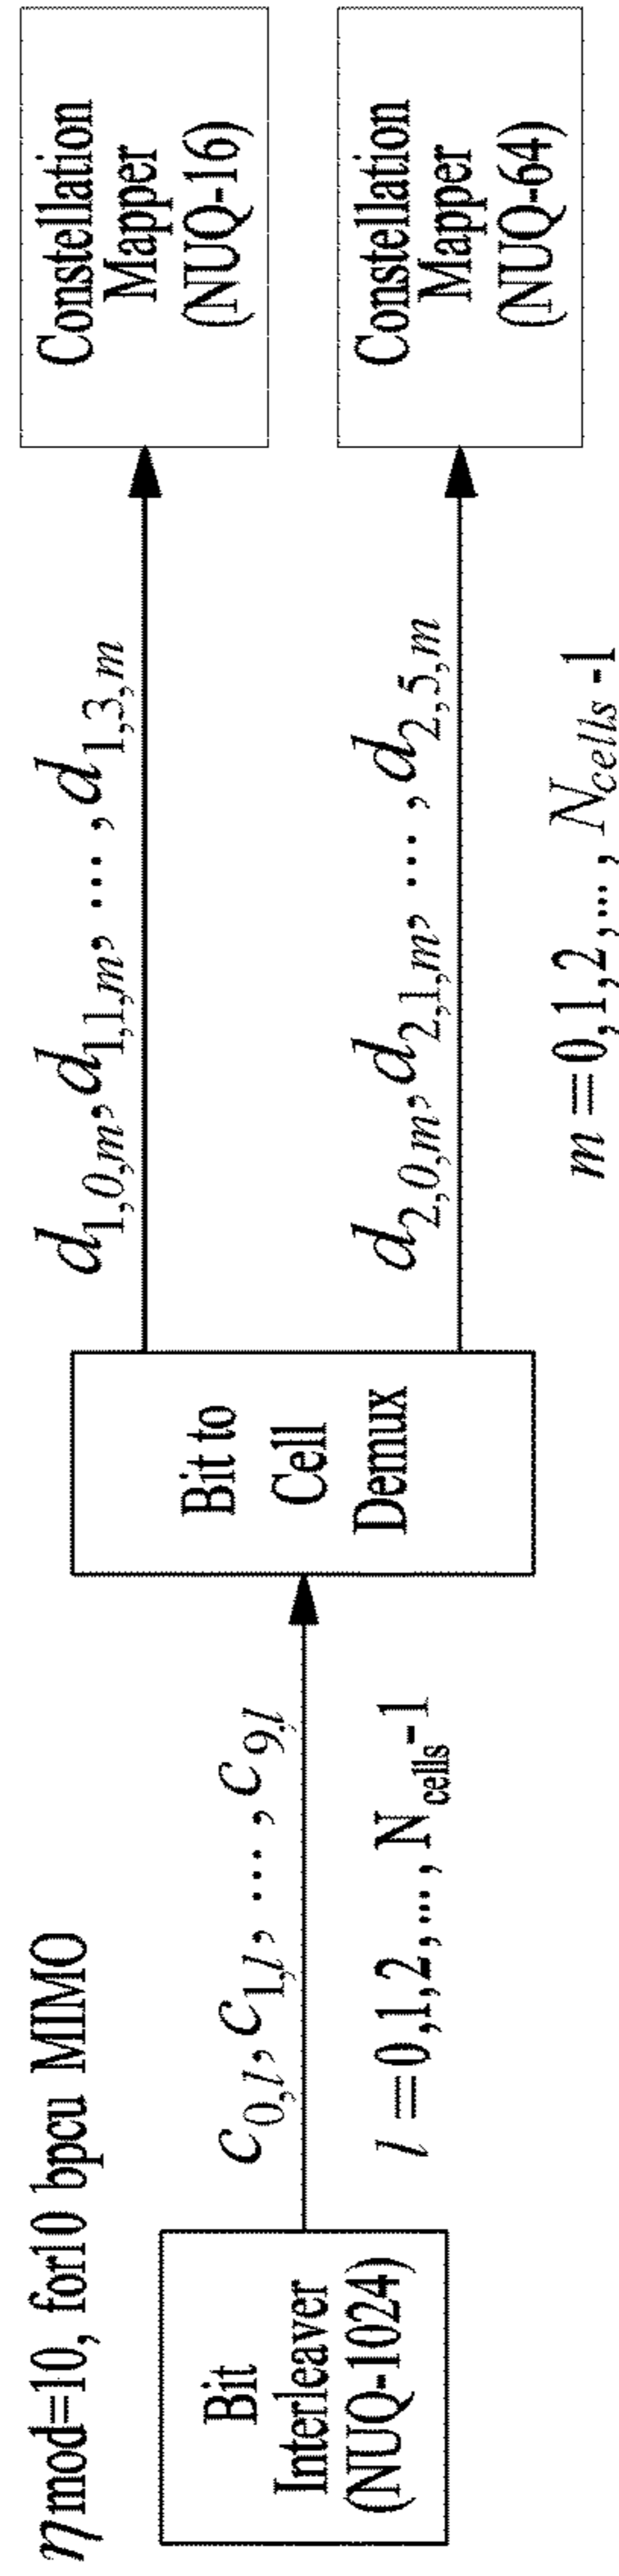 ηmod=10, for10 bpcu MIMO
Bit
Interleaver
(NUQ-1024)
c0,l, c1,l, ... , c9,l
l =0,1,2,..., Ncells-1
Bit to
Cell
Demux
d1,0,m, d1,1,m, ... , d1,3,m
d2,0,m, d2,1,m, ... , d2,5,m
m =0,1,2,..., Ncells -1
Constellation
Mapper
(NUQ-16)
Constellation
Mapper
(NUQ-64)